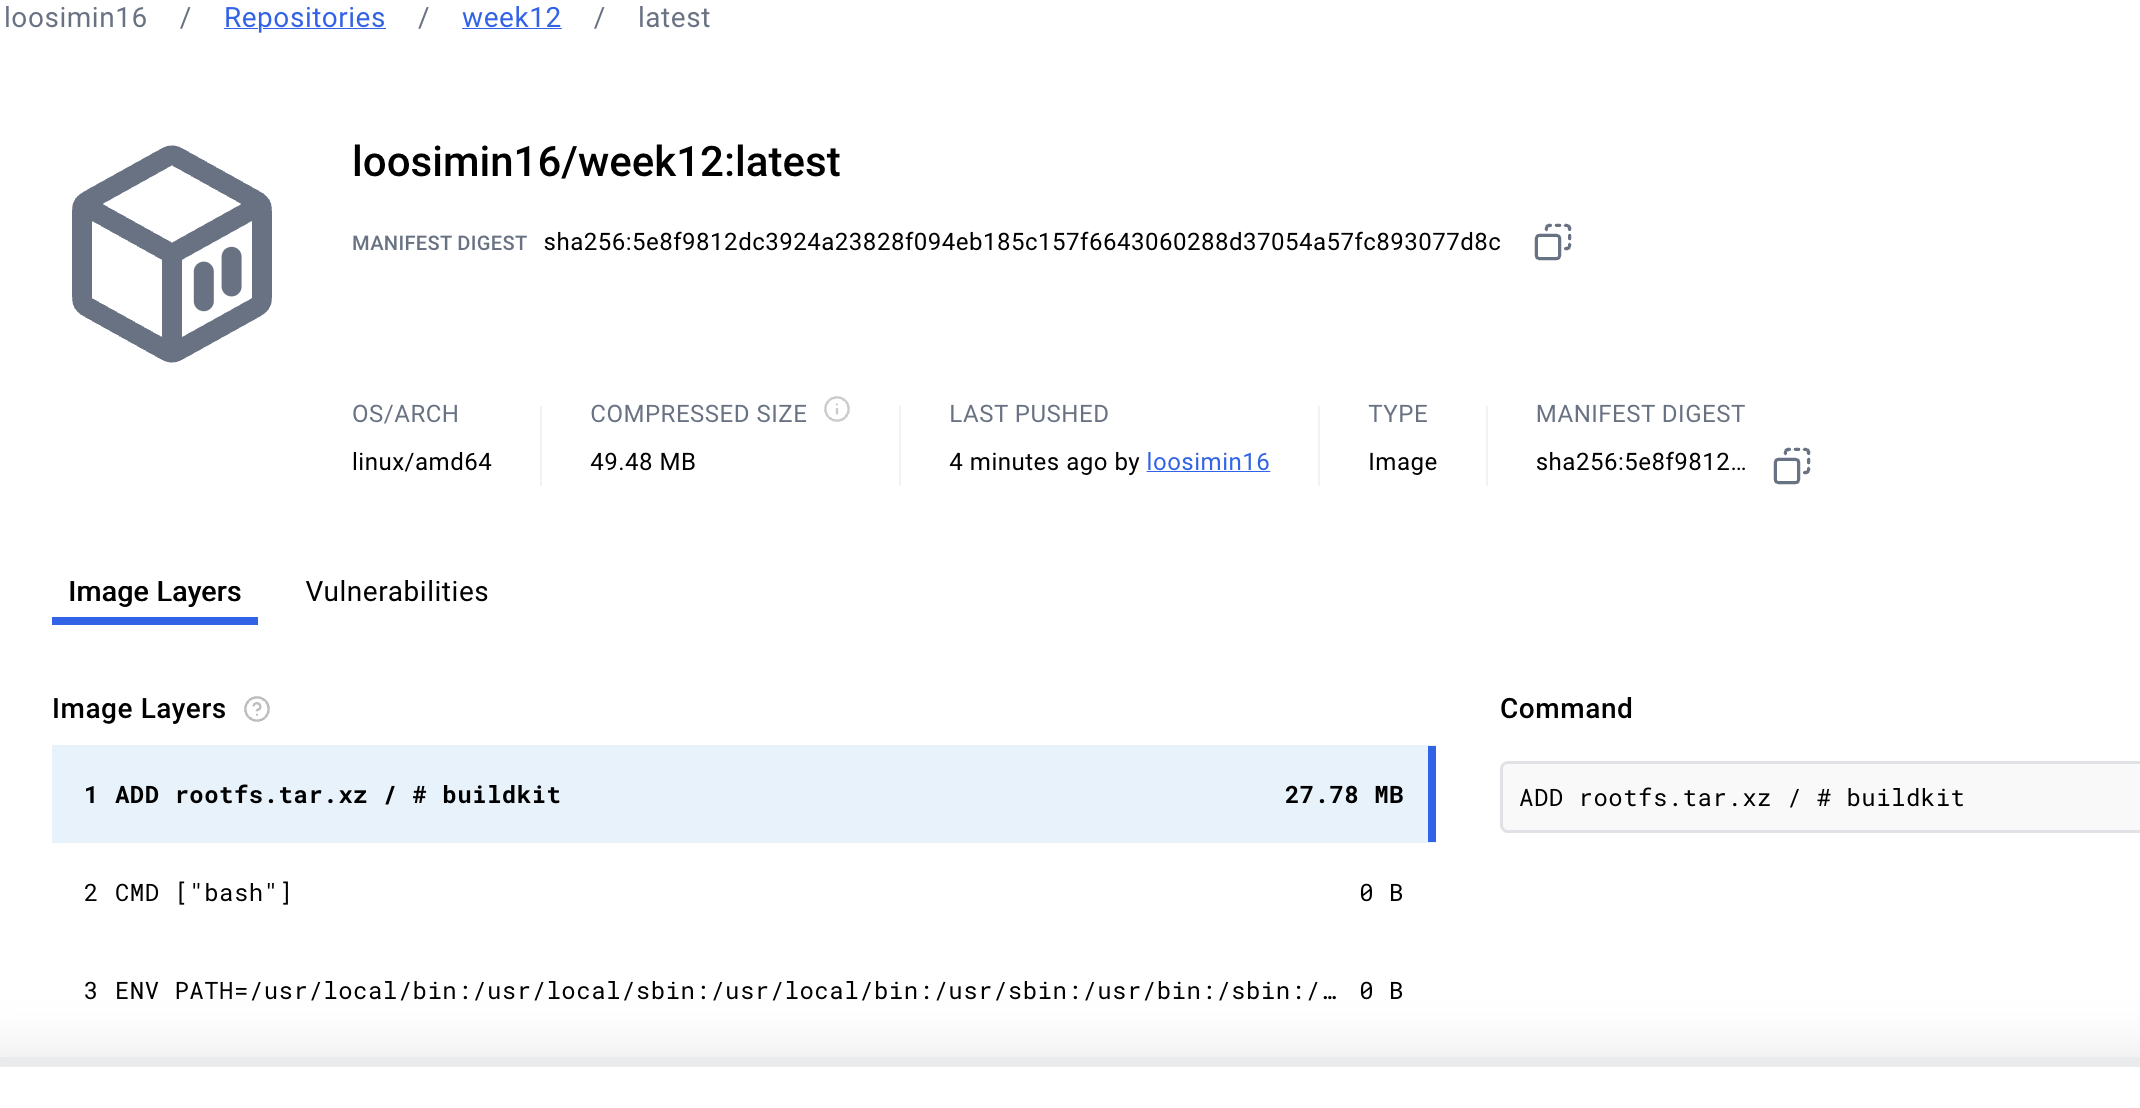 loosimin16 / Repositories / week12 / latest
loosimin16/week12:latest
MANIFEST DIGEST sha256:5e8f9812dc3924a23828f094eb185c157f6643060288d37054a57fc893077d8c
OS/ARCH COMPRESSED SIZE LAST PUSHED TYPE MANIFEST DIGEST
linux/amd64 49.48 MB 4 minutes ago by loosimin16 Image sha256:5e8f9812...
Image Layers Vulnerabilities
Image Layers Command
1 ADD rootfs.tar.xz / # buildkit 27.78 MB ADD rootfs.tar.xz / # buildkit
2 CMD ["bash"] 0 B
3 ENV PATH=/usr/local/bin:/usr/local/sbin:/usr/local/bin:/usr/sbin:/usr/bin:/sbin:/… 0 B